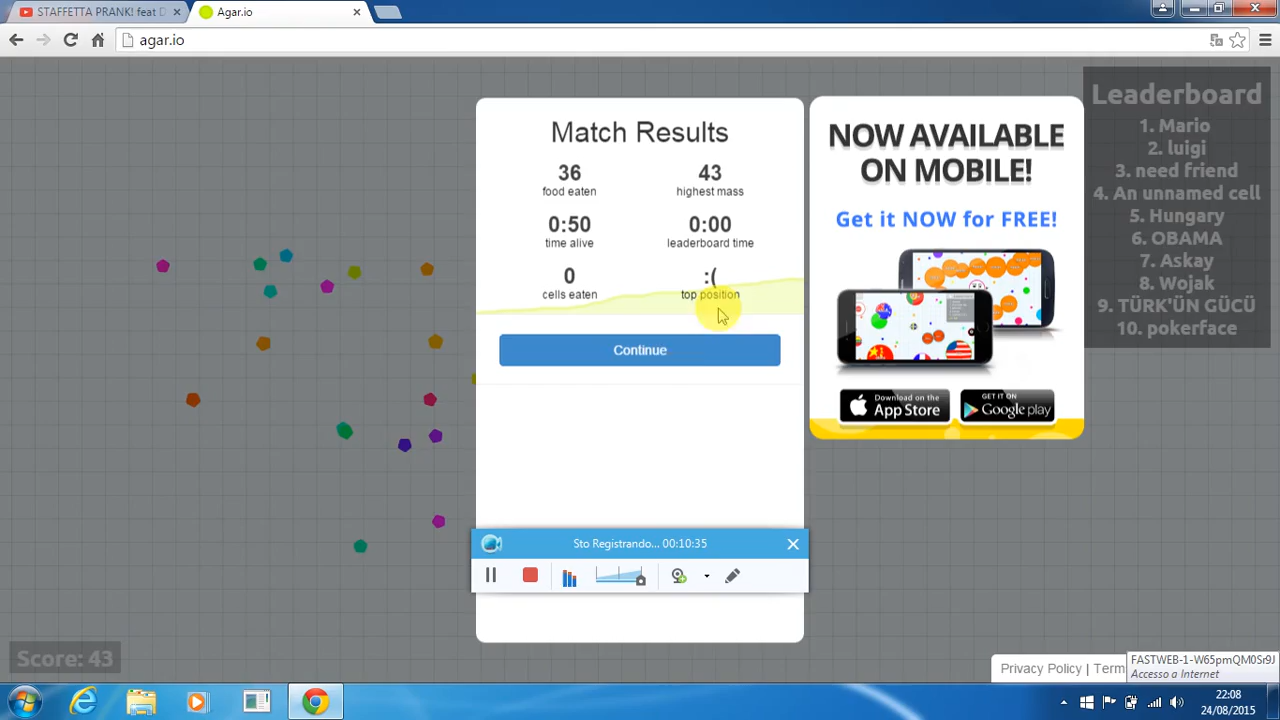 STAFFETTA PRANK! feat D
Agar.io
agar.io
Match Results
36
food eaten
43
highest mass
0:50
time alive
0:00
leaderboard time
0
cells eaten
:(
top position
Continue
NOW AVAILABLE
ON MOBILE!
Get it NOW for FREE!
Download on the
App Store
GET IT ON
Google play
Leaderboard
1. Mario
2. luigi
3. need friend
4. An unnamed cell
5. Hungary
6. OBAMA
7. Askay
8. Wojak
9. TÜRK'ÜN GÜCÜ
10. pokerface
Sto Registrando... 00:10:35
Score: 43
Privacy Policy | Term
FASTWEB-1-W65pmQM0Sr9J
Accesso a Internet
22:08
24/08/2015